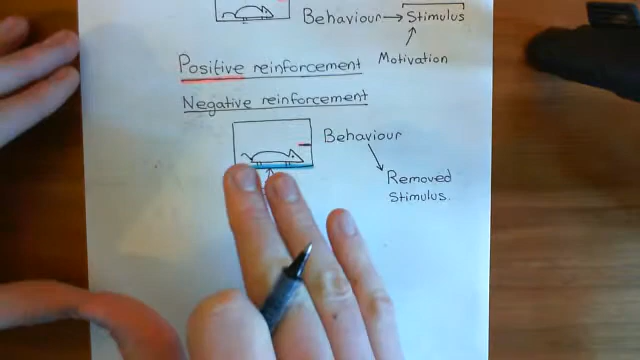 Behaviour → Stimulus
Motivation
Positive reinforcement
Negative reinforcement
Behaviour
Removed
Stimulus.